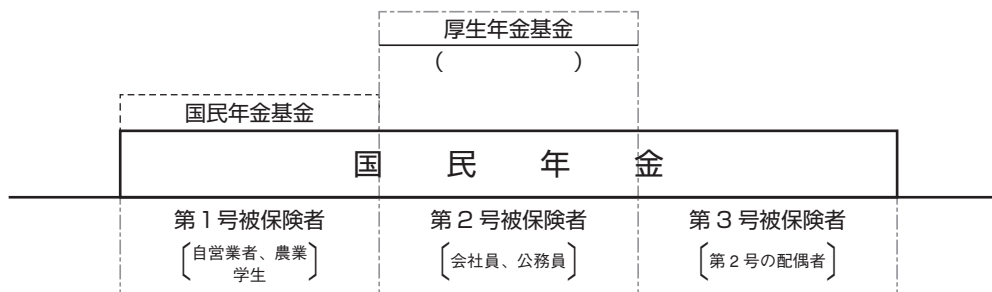 厚生年金基金
(　　　　　)
国民年金基金
国民年金
第1号被保険者
自営業者、農業
学生
第2号被保険者
会社員、公務員
第3号被保険者
第2号の配偶者